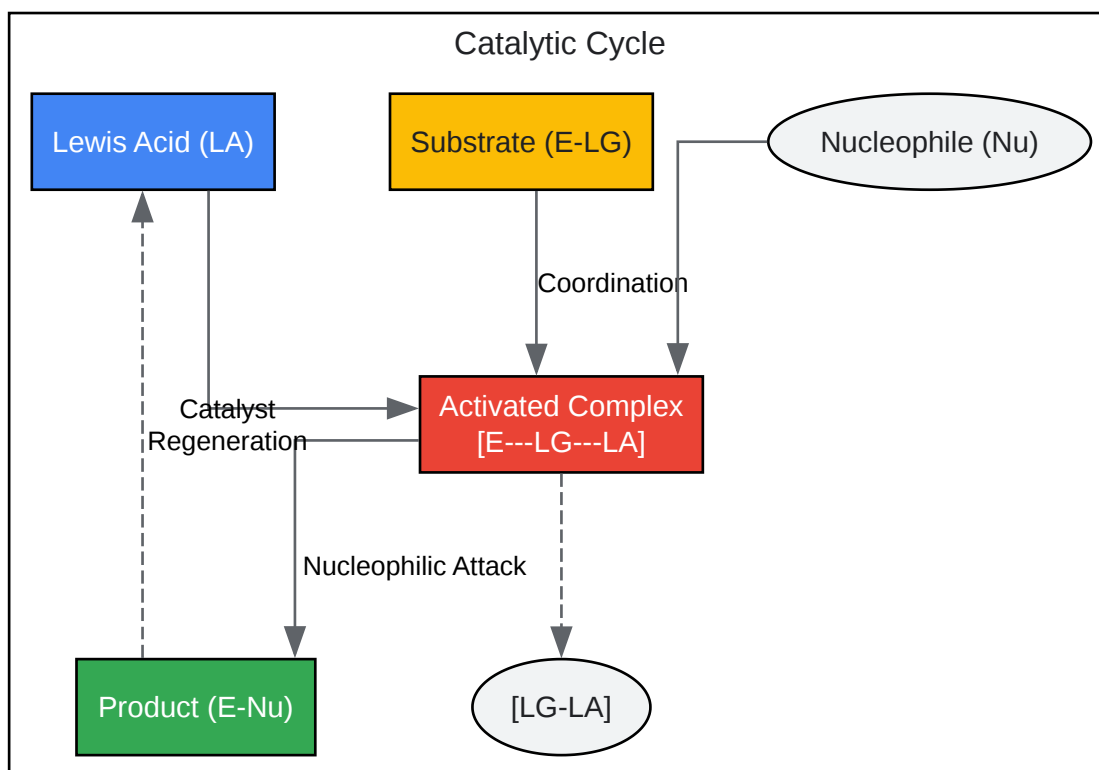 Catalytic Cycle
Lewis Acid (LA)
Substrate (E-LG)
Nucleophile (Nu)
Coordination
Activated Complex
[E---LG---LA]
Catalyst
Regeneration
Nucleophilic Attack
Product (E-Nu)
[LG-LA]